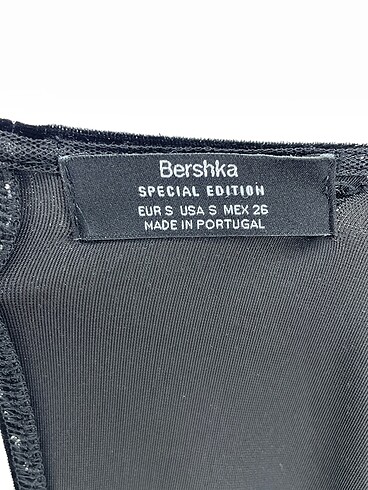 Bershka
SPECIAL EDITION
EUR S USA S MEX 26
MADE IN PORTUGAL